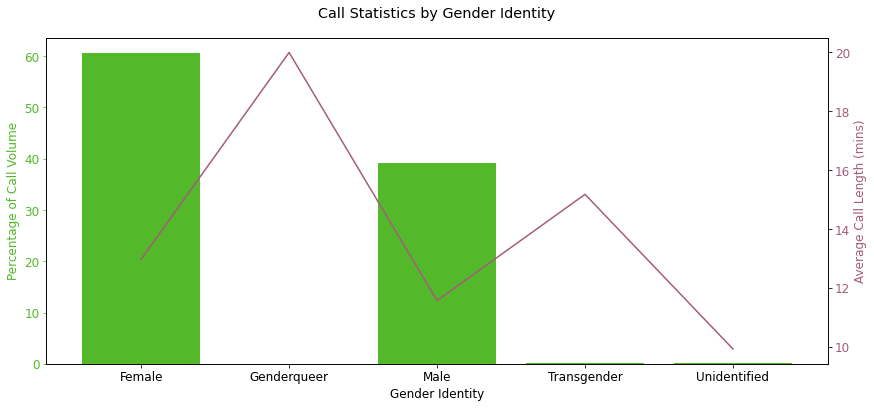 Call Statistics by Gender Identity
Percentage of Call Volume
60
50
40
30
20
10
0
Female
Genderqueer
Male
Transgender
Unidentified
Gender Identity
20
18
16
14
12
10
Average Call Length (mins)